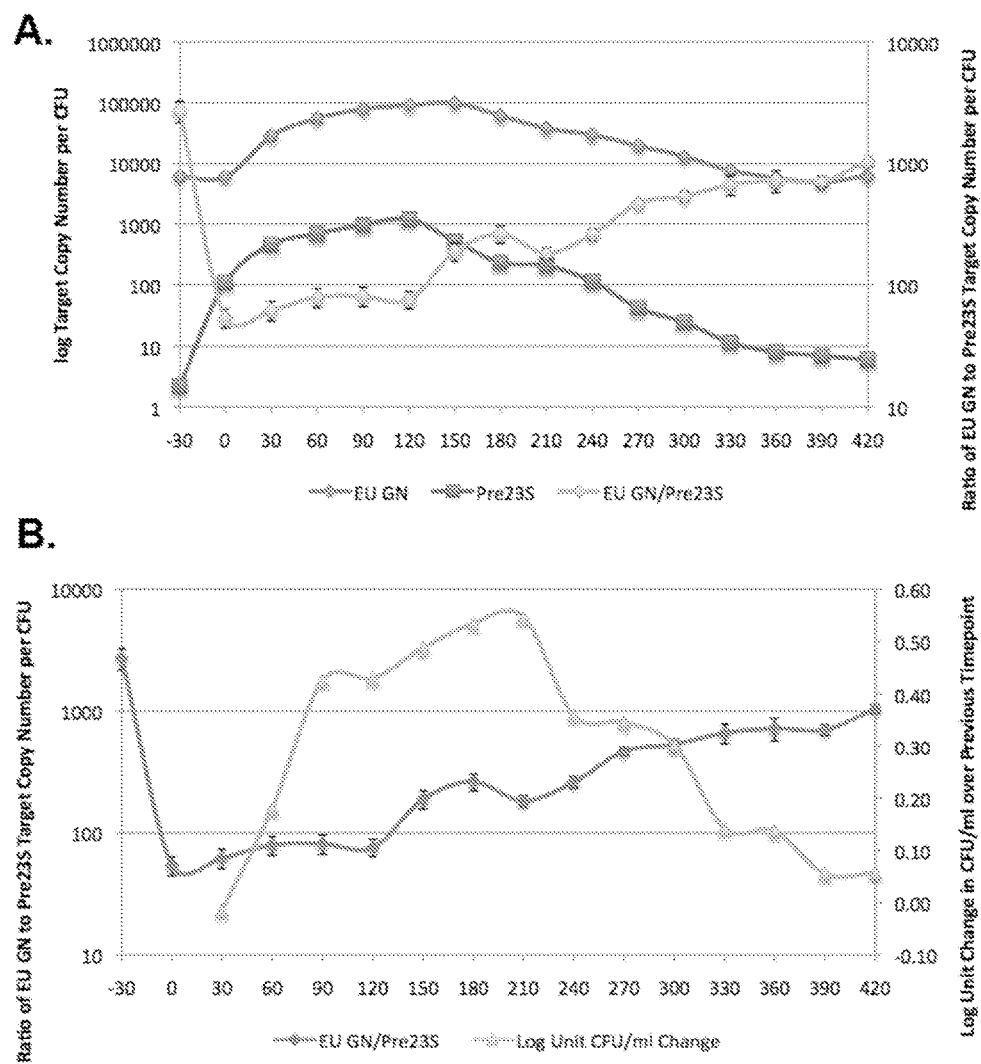 A.
log Target Copy Number per CFU
1000000
100000
10000
1000
100
10
1
10000
1000
100
10
Ratio of EU GN to Pre23S Target Copy Number per CFU
-30 0 30 60 90 120 150 180 210 240 270 300 330 360 390 420
EU GN Pre23S EU GN/Pre23S
B.
Ratio of EU GN to Pre23S Target Copy Number per CFU
10000
1000
100
10
0.60
0.50
0.40
0.30
0.20
0.10
0.00
-0.10
Log Unit Change in CFU/ml over Previous Timepoint
-30 0 30 60 90 120 150 180 210 240 270 300 330 360 390 420
EU GN/Pre23S Log Unit CFU/ml Change